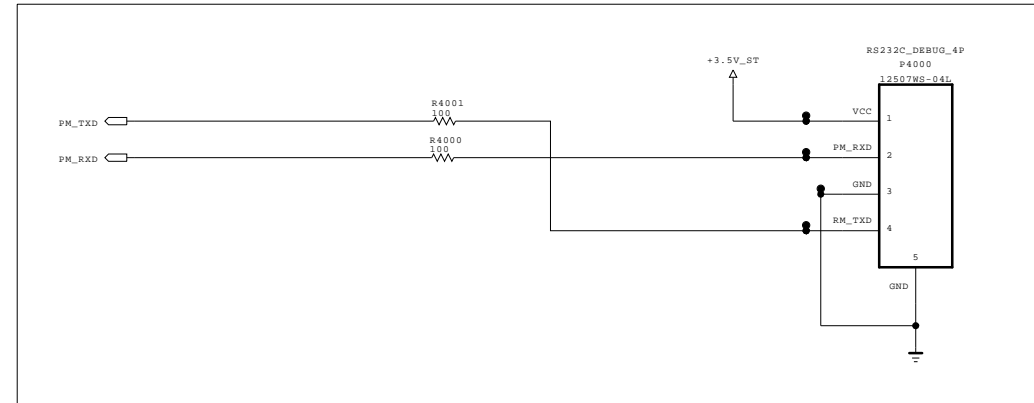 RS232C_DEBUG_4P
P4000
12507WS-04L
+3.5V_ST
R4001
100
PM_TXD
VCC
1
R4000
100
PM_RXD
PM_RXD
2
GND
3
RM_TXD
4
5
GND